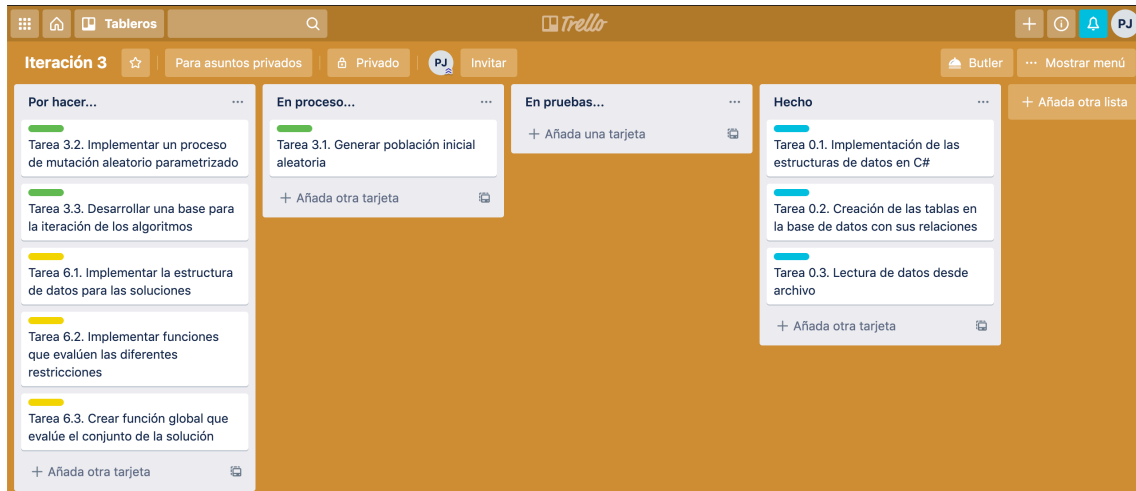 Tableros
Trello
PJ
Iteración 3
Para asuntos privados
Privado
PJ
Invitar
Butler
Mostrar menú
Por hacer...
Tarea 3.2. Implementar un proceso
de mutación aleatorio parametrizado
Tarea 3.3. Desarrollar una base para
la iteración de los algoritmos
Tarea 6.1. Implementar la estructura
de datos para las soluciones
Tarea 6.2. Implementar funciones
que evalúen las diferentes
restricciones
Tarea 6.3. Crear función global que
evalúe el conjunto de la solución
+ Añada otra tarjeta
En proceso...
Tarea 3.1. Generar población inicial
aleatoria
+ Añada otra tarjeta
En pruebas...
+ Añada una tarjeta
Hecho
Tarea 0.1. Implementación de las
estructuras de datos en C#
Tarea 0.2. Creación de las tablas en
la base de datos con sus relaciones
Tarea 0.3. Lectura de datos desde
archivo
+ Añada otra tarjeta
+ Añada otra lista